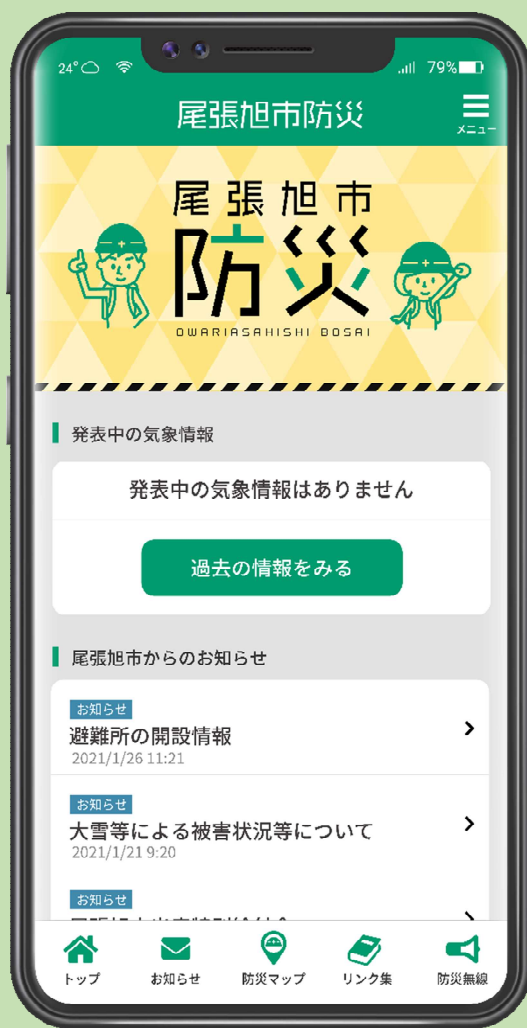 24° 79%
尾張旭市防災
メニュー
尾張旭市
防災
OWARIASAHISHI BOSAI
発表中の気象情報
発表中の気象情報はありません
過去の情報をみる
尾張旭市からのお知らせ
お知らせ
避難所の開設情報
2021/1/26 11:21
お知らせ
大雪等による被害状況等について
2021/1/21 9:20
お知らせ
トップ お知らせ 防災マップ リンク集 防災無線